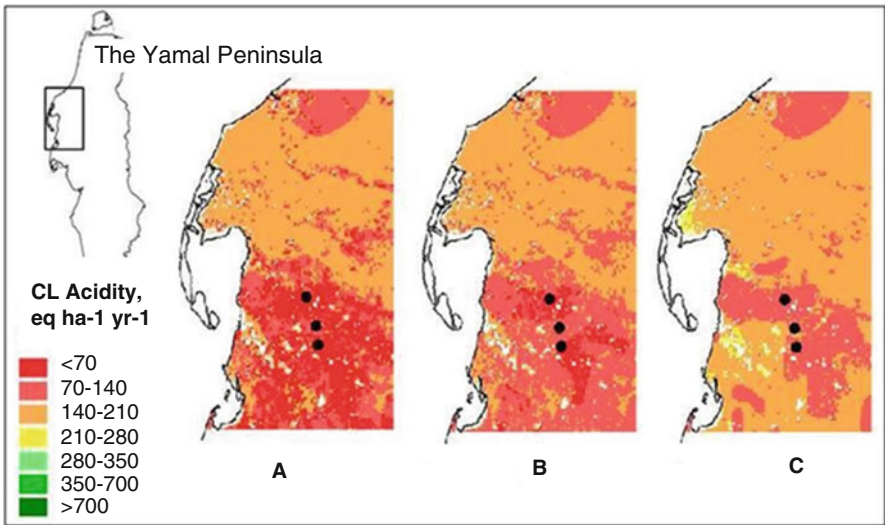 The Yamal Peninsula
CL Acidity,
eq ha-1 yr-1
<70
70-140
140-210
210-280
280-350
350-700
>700
A
B
C